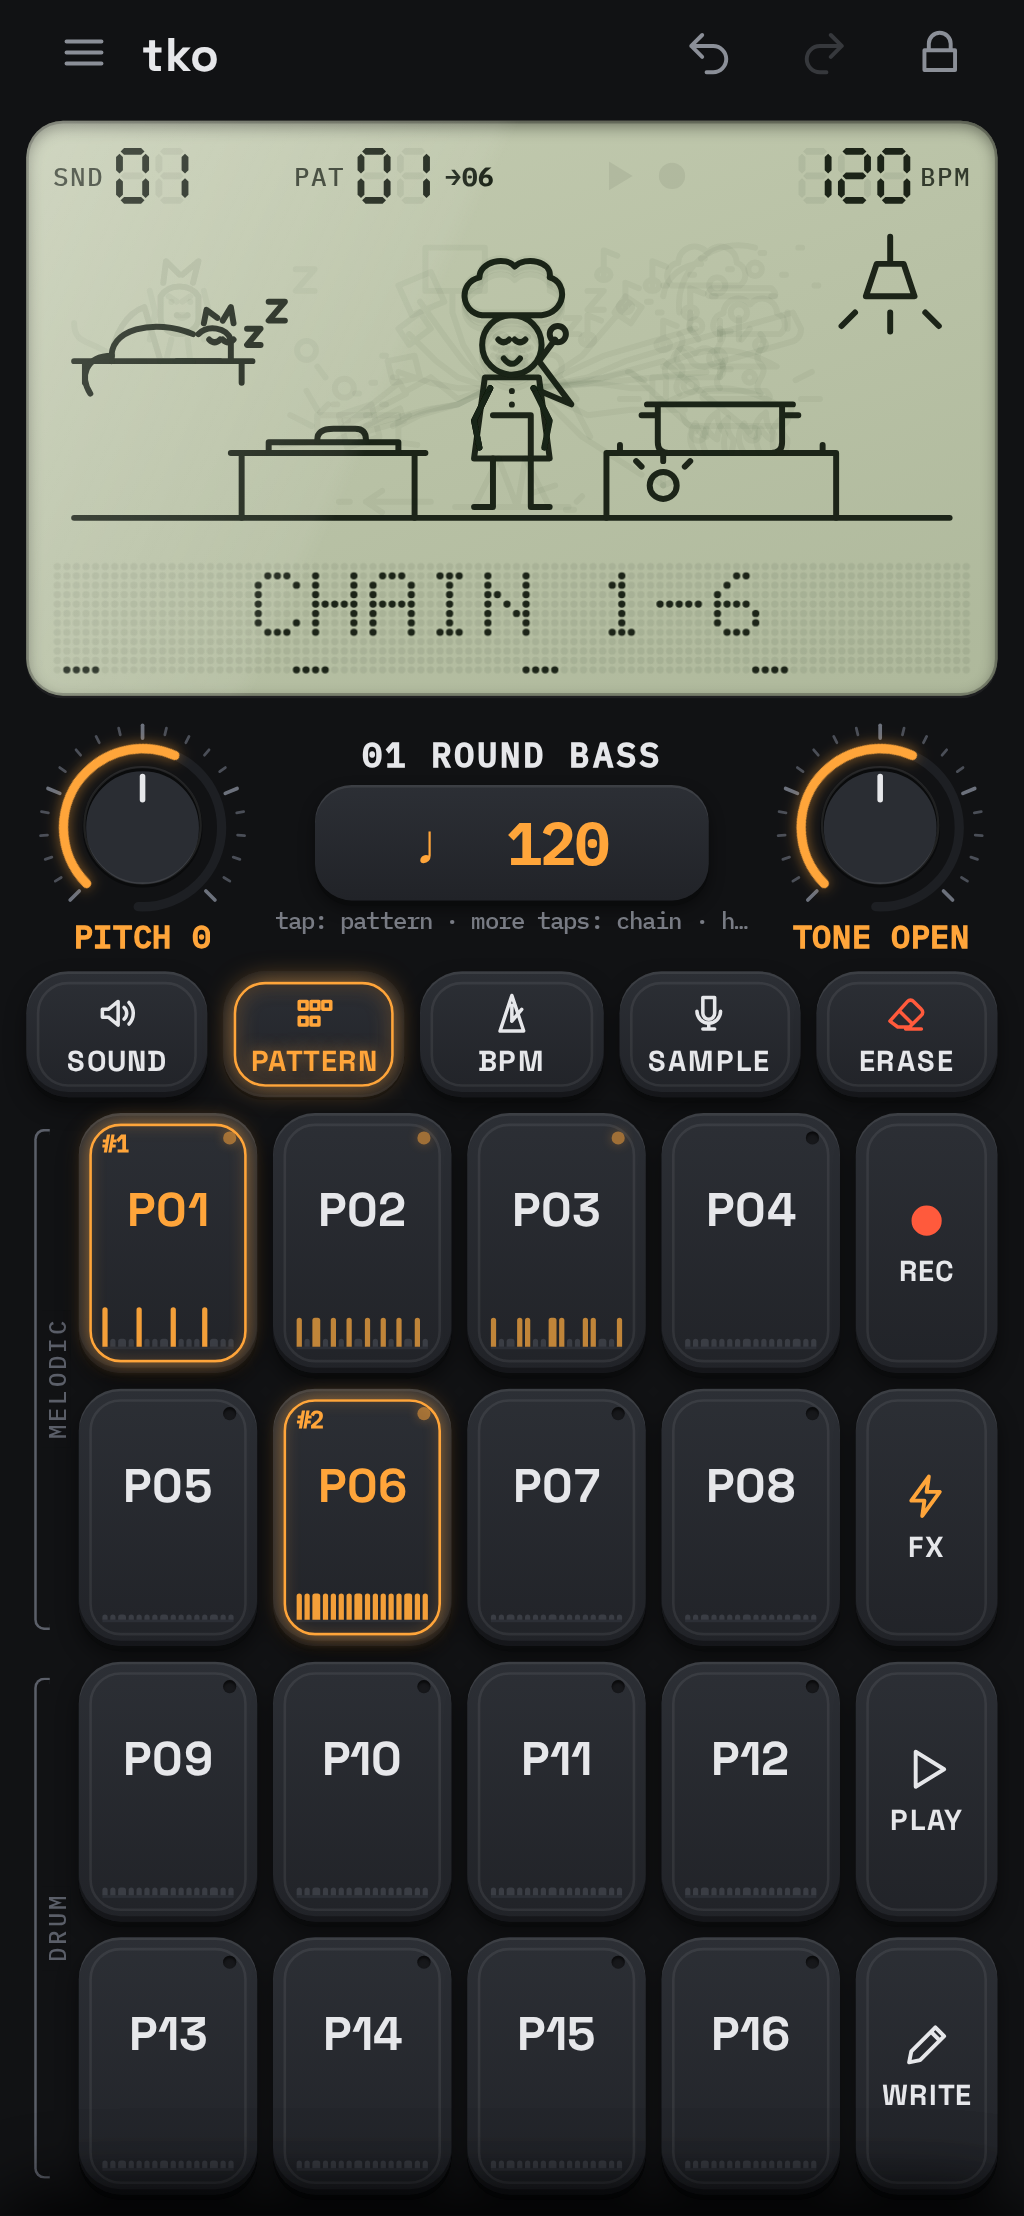 tko
SND 01 PAT 01 →06 120 BPM
z z
CHAIN 1-6
01 ROUND BASS
♩ 120
tap: pattern · more taps: chain · h…
PITCH 0 TONE OPEN
SOUND PATTERN BPM SAMPLE ERASE
MELODIC
#1
P01 P02 P03 P04 REC
#2
P05 P06 P07 P08 FX
DRUM
P09 P10 P11 P12 PLAY
P13 P14 P15 P16 WRITE